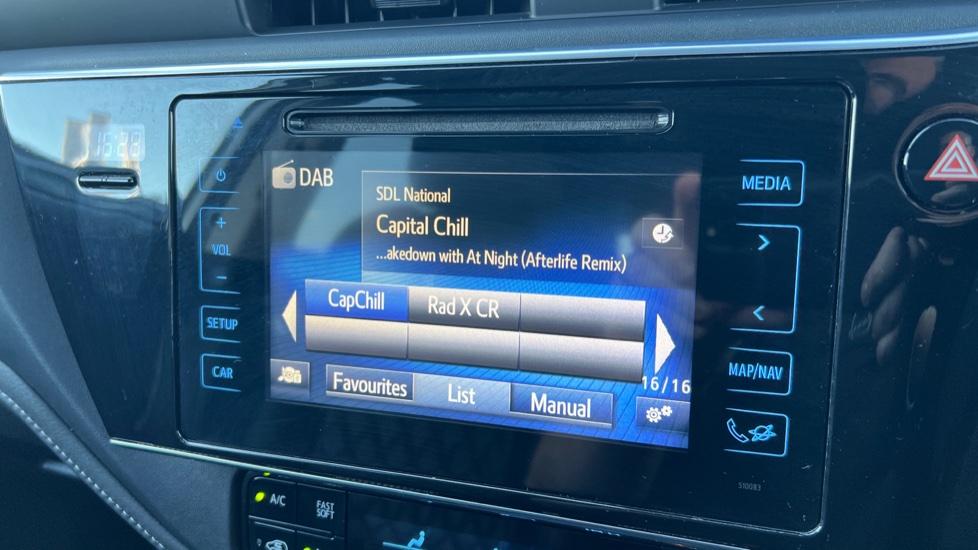 16:23
DAB
SDL National
Capital Chill
...akedown with At Night (Afterlife Remix)
CapChill
Rad X CR
16/16
Favourites
List
Manual
+
VOL
-
SETUP
CAR
MEDIA
>
<
MAP/NAV
510083
A/C
FAST
SOFT